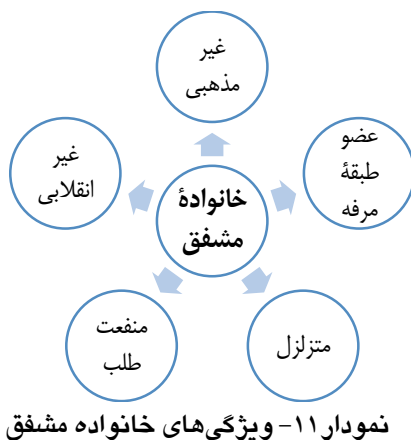 غیر
مذهبی
عضو
طبقۀ
مرفه
غیر
انقلابی
خانوادۀ
مشفق
منفعت
طلب
متزلزل
نمودار۱۱- ویژگی‌های خانواده مشفق